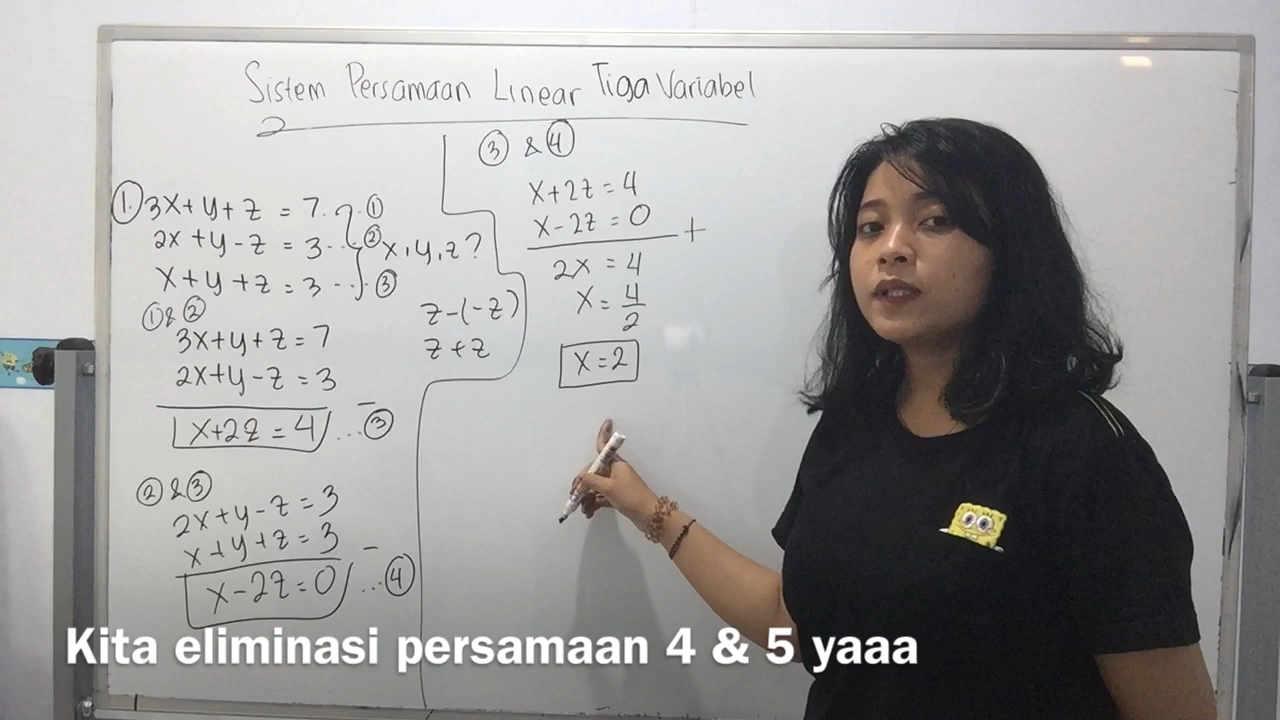 Sistem Persamaan Linear Tiga Variabel
1. 3x+y+z = 7 . . ①
2x+y-z = 3 . . . ② x, y, z?
x+y+z = 3 . . . ③
① & ②
3x+y+z = 7
2x+y-z = 3
-
x+2z = 4 ... ③
z-(-z)
z+z
② & ③
2x+y-z = 3
x+y+z = 3
-
x-2z = 0 ... ④
③ & ④
x+2z = 4
x-2z = 0
+
2x = 4
x = 4/2
x = 2
Kita eliminasi persamaan 4 & 5 yaaa